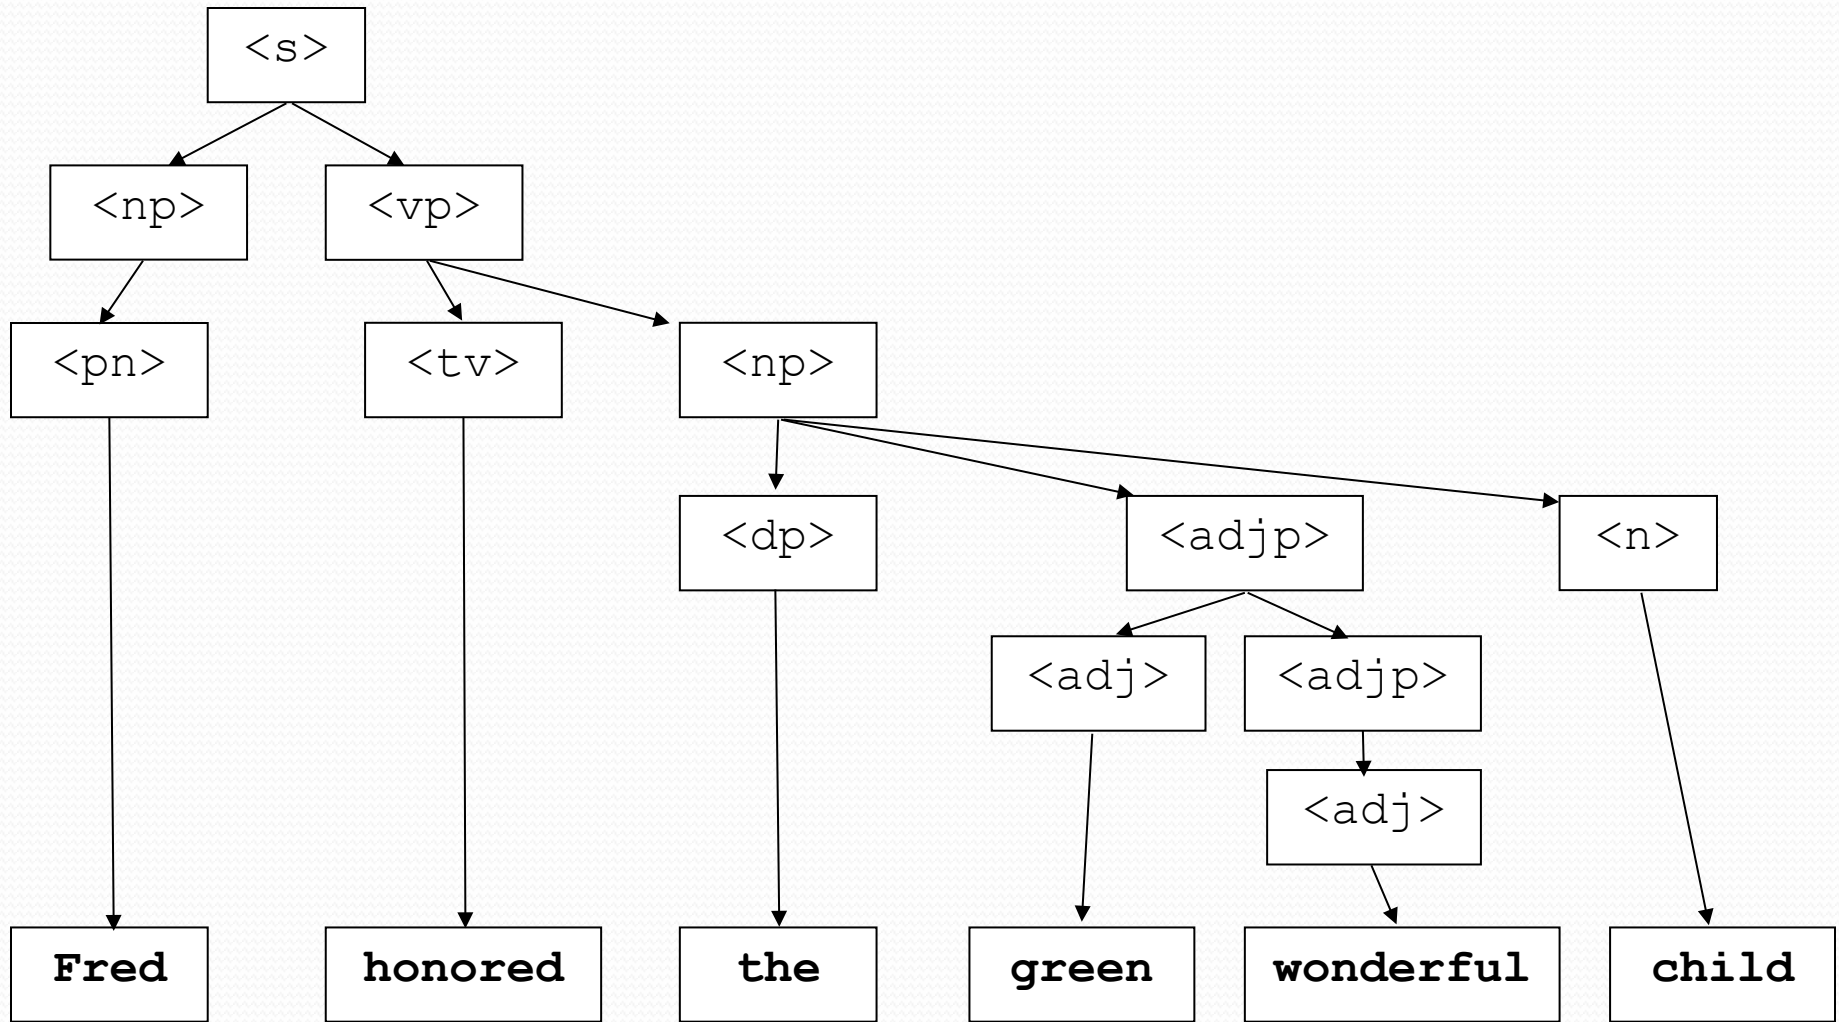 <s>
<np> <vp>
<pn> <tv> <np>
<dp> <adjp> <n>
<adj> <adjp>
<adj>
Fred honored the green wonderful child